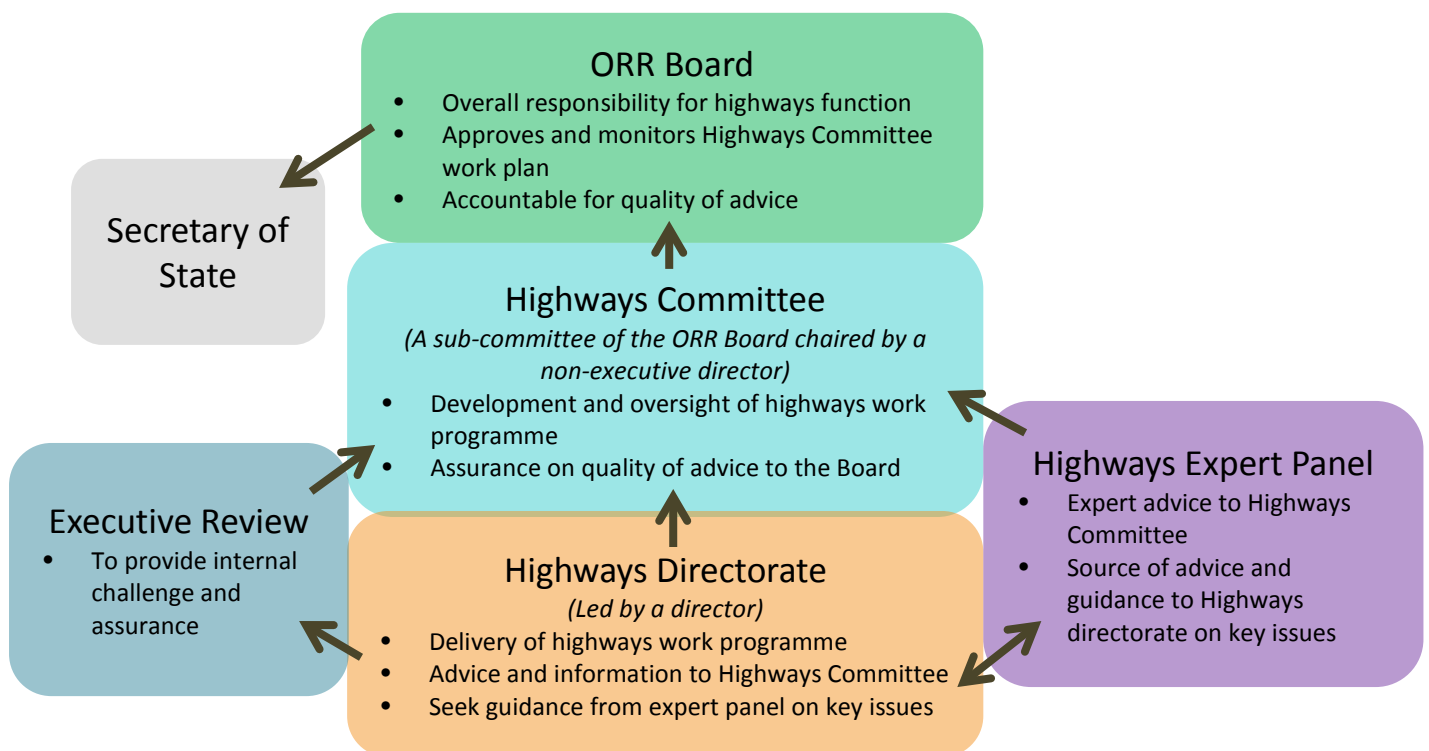 ORR Board
• Overall responsibility for highways function
• Approves and monitors Highways Committee
work plan
• Accountable for quality of advice
Secretary of
State
Highways Committee
(A sub-committee of the ORR Board chaired by a
non-executive director)
• Development and oversight of highways work
programme
• Assurance on quality of advice to the Board
Executive Review
• To provide internal
challenge and
assurance
Highways Directorate
(Led by a director)
• Delivery of highways work programme
• Advice and information to Highways Committee
• Seek guidance from expert panel on key issues
Highways Expert Panel
• Expert advice to Highways
Committee
• Source of advice and
guidance to Highways
directorate on key issues